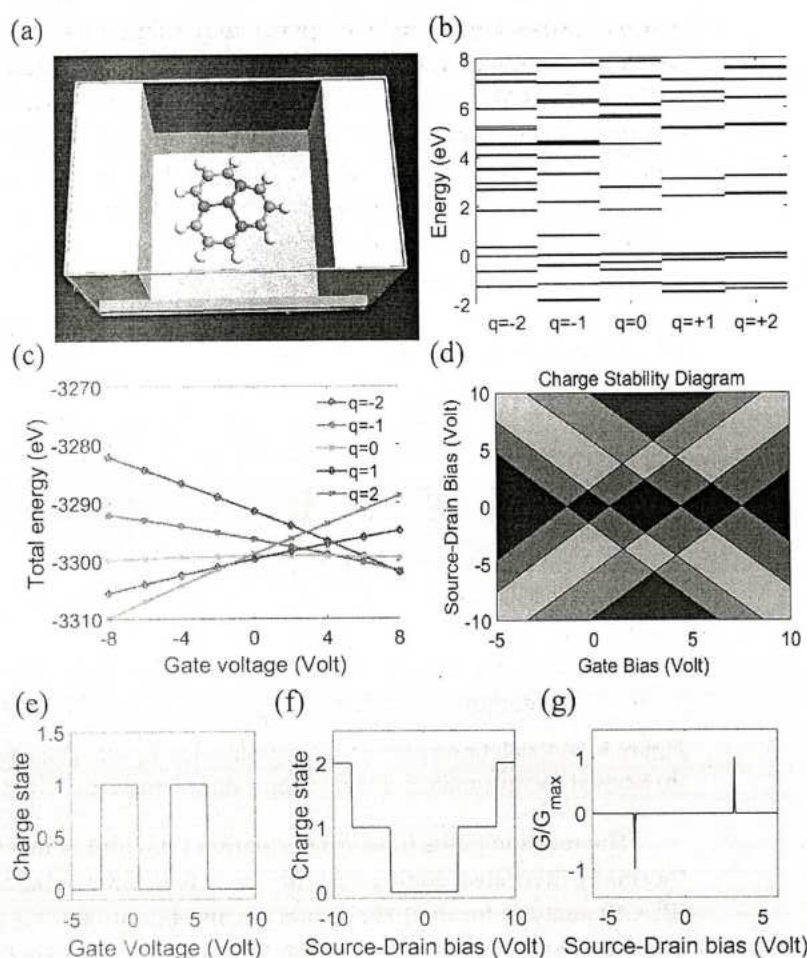 (a)
(b)
8
6
4
2
0
-2
Energy (eV)
q=-2 q=-1 q=0 q=+1 q=+2
(c)
-3270
-3280
-3290
-3300
-3310
Total energy (eV)
q=-2
q=-1
q=0
q=1
q=2
-8 -4 0 4 8
Gate voltage (Volt)
(d)
Charge Stability Diagram
10
5
0
-5
-10
Source-Drain Bias (Volt)
-5 0 5 10
Gate Bias (Volt)
(e)
1.5
1
0.5
0
Charge state
-5 0 5 10
Gate Voltage (Volt)
(f)
2
1
0
Charge state
-10 0 10
Source-Drain bias (Volt)
(g)
1
0
-1
G/Gmax
-5 5
Source-Drain bias (Volt)